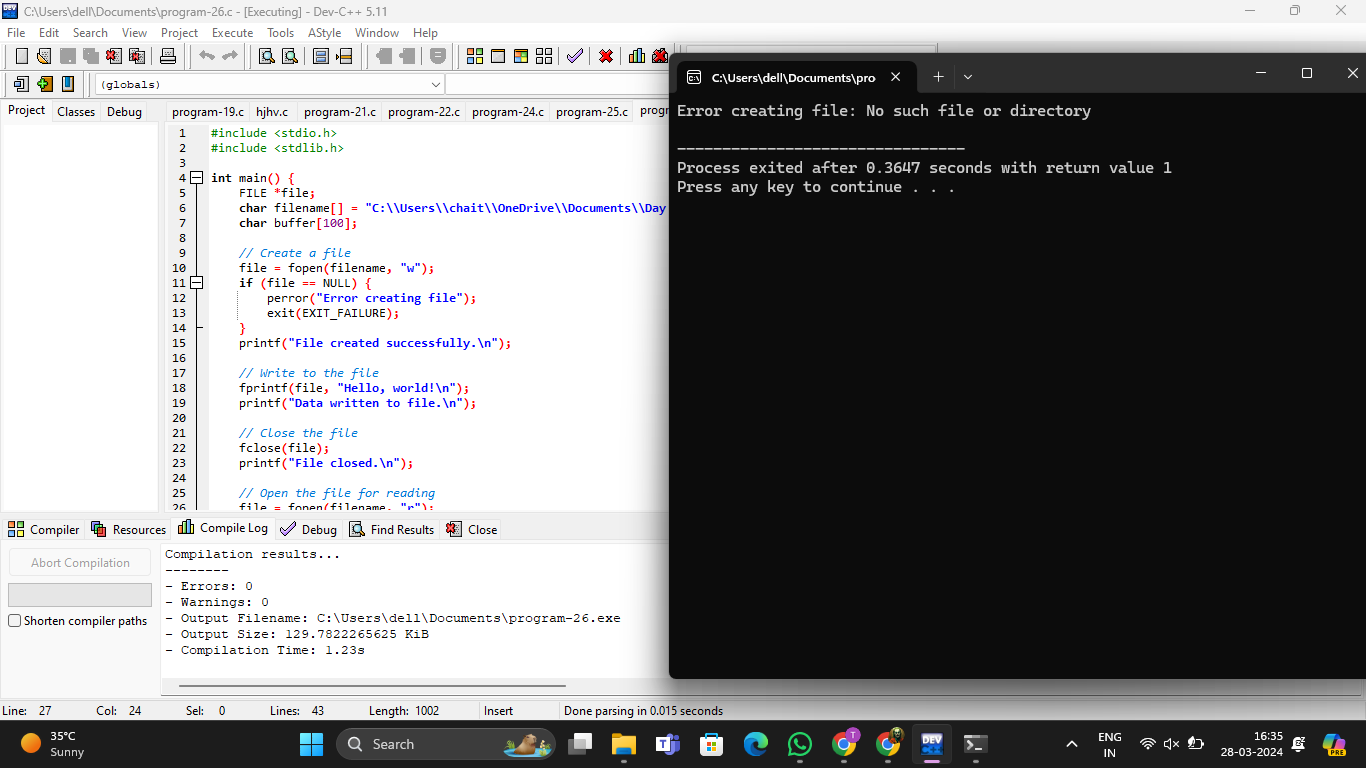 C:\Users\dell\Documents\program-26.c - [Executing] - Dev-C++ 5.11
File Edit Search View Project Execute Tools AStyle Window Help
(globals)
Project Classes Debug
program-19.c hjhv.c program-21.c program-22.c program-24.c program-25.c progr
1 #include <stdio.h>
2 #include <stdlib.h>
3
4 int main() {
5 FILE *file;
6 char filename[] = "C:\\Users\\chait\\OneDrive\\Documents\\Day
7 char buffer[100];
8
9 // Create a file
10 file = fopen(filename, "w");
11 if (file == NULL) {
12 perror("Error creating file");
13 exit(EXIT_FAILURE);
14 }
15 printf("File created successfully.\n");
16
17 // Write to the file
18 fprintf(file, "Hello, world!\n");
19 printf("Data written to file.\n");
20
21 // Close the file
22 fclose(file);
23 printf("File closed.\n");
24
25 // Open the file for reading
26 file = fopen(filename, "r");
C:\Users\dell\Documents\pro
Error creating file: No such file or directory
--------------------------------
Process exited after 0.3647 seconds with return value 1
Press any key to continue . . .
Compiler Resources Compile Log Debug Find Results Close
Abort Compilation
Shorten compiler paths
Compilation results...
--------
- Errors: 0
- Warnings: 0
- Output Filename: C:\Users\dell\Documents\program-26.exe
- Output Size: 129.7822265625 KiB
- Compilation Time: 1.23s
Line: 27 Col: 24 Sel: 0 Lines: 43 Length: 1002 Insert Done parsing in 0.015 seconds
35°C
Sunny
Search
DEV
T
ENG
IN
16:35
28-03-2024
PRE